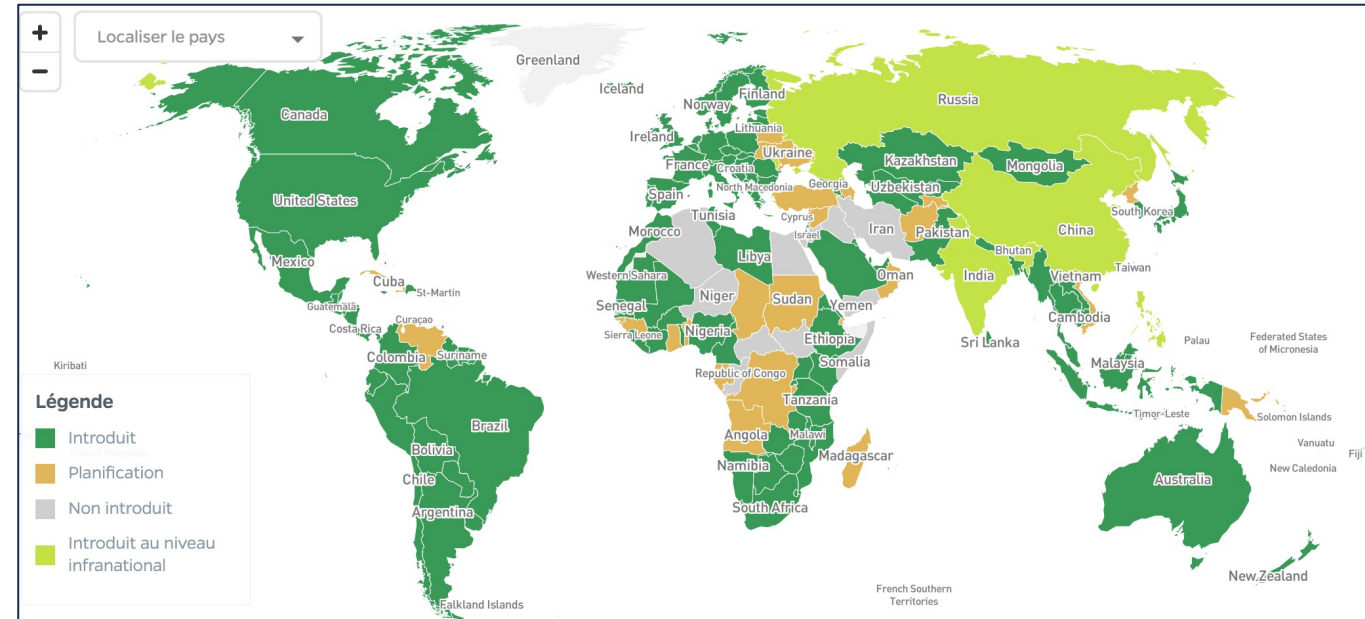 +
Localiser le pays
−
Greenland
Iceland
Finland
Norway
Russia
Canada
Lithuania
Ireland
Ukraine
France
Croatia
Kazakhstan
Mongolia
North Macedonia
Georgia
Uzbekistan
Spain
United States
Tunisia
Cyprus
South Korea
Morocco
Israel
Iran
Pakistan
China
Bhutan
Libya
Mexico
Western Sahara
Oman
India
Vietnam
Taiwan
Cuba
St-Martin
Niger
Sudan
Yemen
Guatemala
Senegal
Cambodia
Curaçao
Costa Rica
Sierra Leone
Nigeria
Ethiopia
Sri Lanka
Palau
Federated States
of Micronesia
Colombia
Suriname
Somalia
Malaysia
Kiribati
Republic of Congo
Tanzania
Timor-Leste
Solomon Islands
Brazil
Angola
Malawi
Vanuatu
Fiji
Bolivia
Madagascar
Namibia
New Caledonia
Chile
Australia
Argentina
South Africa
New Zealand
French Southern
Territories
Falkland Islands
Légende
Introduit
Planification
Non introduit
Introduit au niveau
infranational